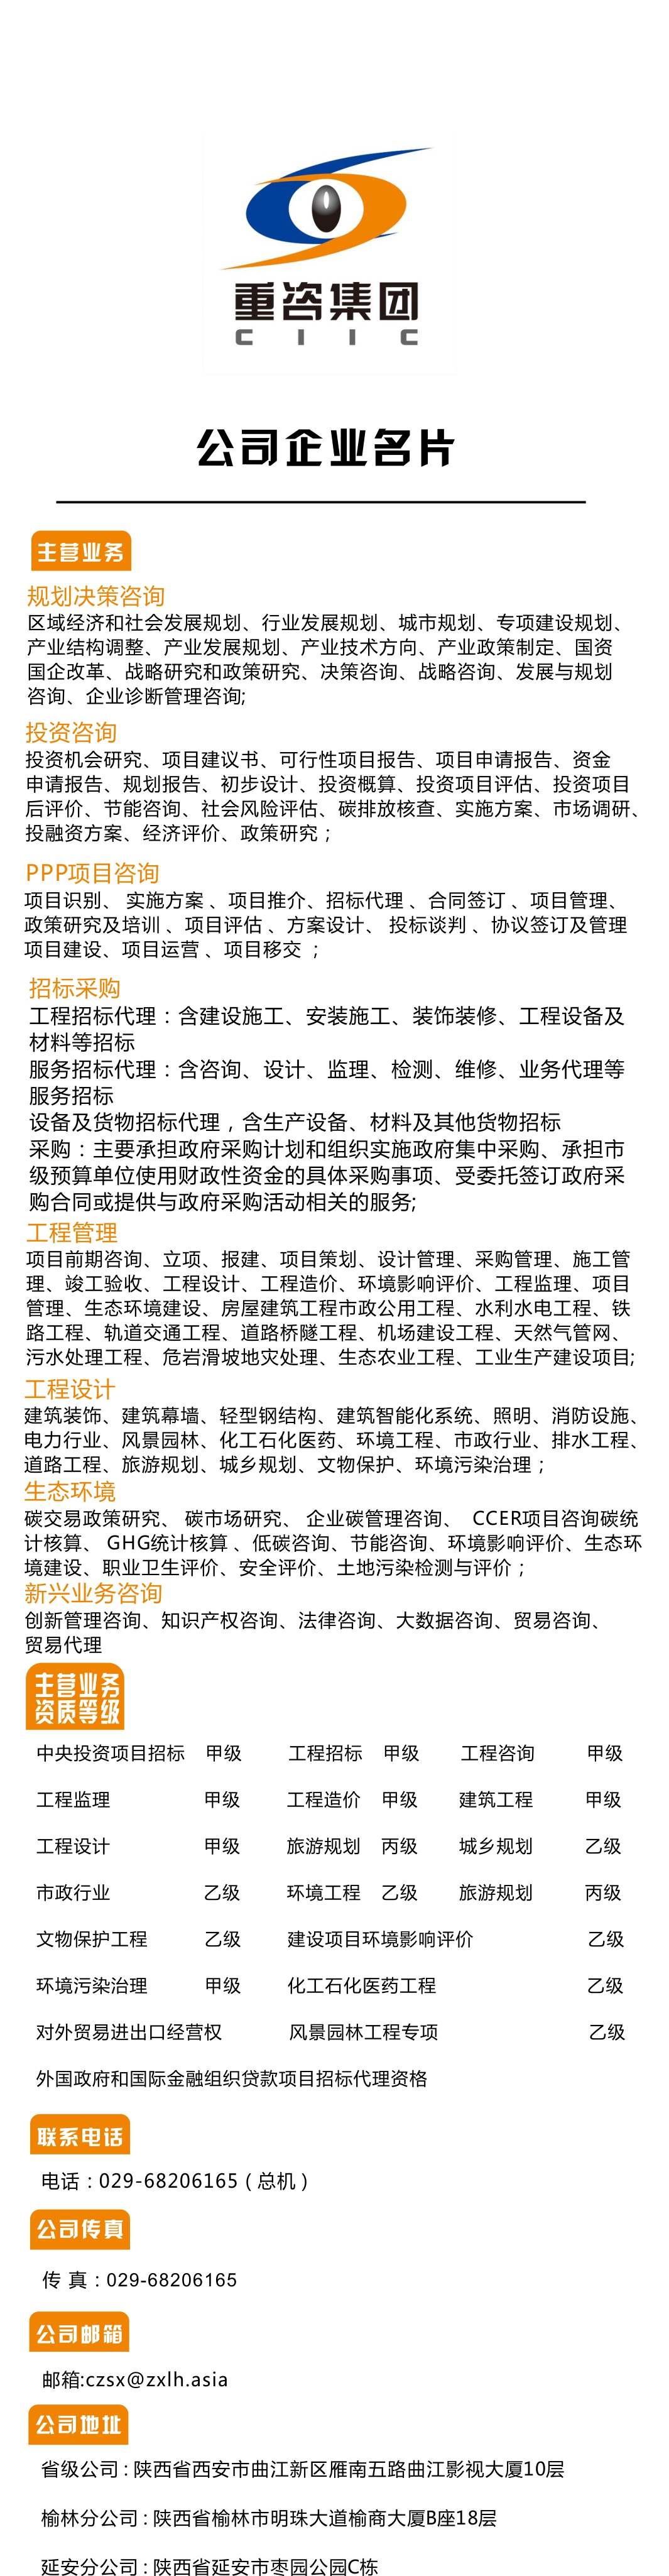 重咨集团
CIIC
公司企业名片
主营业务
规划决策咨询
区域经济和社会发展规划、行业发展规划、城市规划、专项建设规划、
产业结构调整、产业发展规划、产业技术方向、产业政策制定、国资
国企改革、战略研究和政策研究、决策咨询、战略咨询、发展与规划
咨询、企业诊断管理咨询;
投资咨询
投资机会研究、项目建议书、可行性项目报告、项目申请报告、资金
申请报告、规划报告、初步设计、投资概算、投资项目评估、投资项目
后评价、节能咨询、社会风险评估、碳排放核查、实施方案、市场调研、
投融资方案、经济评价、政策研究；
PPP项目咨询
项目识别、 实施方案 、项目推介、招标代理 、合同签订 、项目管理、
政策研究及培训 、项目评估 、方案设计、 投标谈判 、协议签订及管理
项目建设、项目运营 、项目移交 ；
招标采购
工程招标代理：含建设施工、安装施工、装饰装修、工程设备及
材料等招标
服务招标代理：含咨询、设计、监理、检测、维修、业务代理等
服务招标
设备及货物招标代理，含生产设备、材料及其他货物招标
采购：主要承担政府采购计划和组织实施政府集中采购、承担市
级预算单位使用财政性资金的具体采购事项、受委托签订政府采
购合同或提供与政府采购活动相关的服务;
工程管理
项目前期咨询、立项、报建、项目策划、设计管理、采购管理、施工管
理、竣工验收、工程设计、工程造价、环境影响评价、工程监理、项目
管理、生态环境建设、房屋建筑工程市政公用工程、水利水电工程、铁
路工程、轨道交通工程、道路桥隧工程、机场建设工程、天然气管网、
污水处理工程、危岩滑坡地灾处理、生态农业工程、工业生产建设项目;
工程设计
建筑装饰、建筑幕墙、轻型钢结构、建筑智能化系统、照明、消防设施、
电力行业、风景园林、化工石化医药、环境工程、市政行业、排水工程、
道路工程、旅游规划、城乡规划、文物保护、环境污染治理；
生态环境
碳交易政策研究、 碳市场研究、 企业碳管理咨询、 CCER项目咨询碳统
计核算、 GHG统计核算 、低碳咨询、节能咨询、环境影响评价、生态环
境建设、职业卫生评价、安全评价、土地污染检测与评价；
新兴业务咨询
创新管理咨询、知识产权咨询、法律咨询、大数据咨询、贸易咨询、
贸易代理
主营业务
资质等级
中央投资项目招标 甲级 工程招标 甲级 工程咨询 甲级
工程监理 甲级 工程造价 甲级 建筑工程 甲级
工程设计 甲级 旅游规划 丙级 城乡规划 乙级
市政行业 乙级 环境工程 乙级 旅游规划 丙级
文物保护工程 乙级 建设项目环境影响评价 乙级
环境污染治理 甲级 化工石化医药工程 乙级
对外贸易进出口经营权 风景园林工程专项 乙级
外国政府和国际金融组织贷款项目招标代理资格
联系电话
电话：029-68206165（总机）
公司传真
传 真：029-68206165
公司邮箱
邮箱:czsx@zxlh.asia
公司地址
省级公司：陕西省西安市曲江新区雁南五路曲江影视大厦10层
榆林分公司：陕西省榆林市明珠大道榆商大厦B座18层
延安分公司：陕西省延安市枣园公园C栋